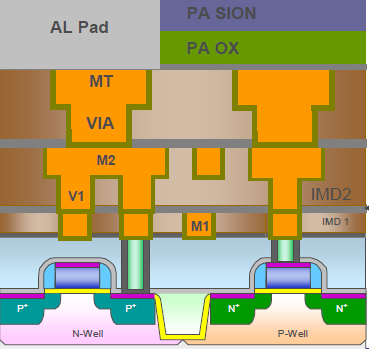 PA SION
AL Pad
PA OX
MT
VIA
M2
V1
IMD2
M1
IMD 1
P+
P+
N+
N+
N-Well
P-Well